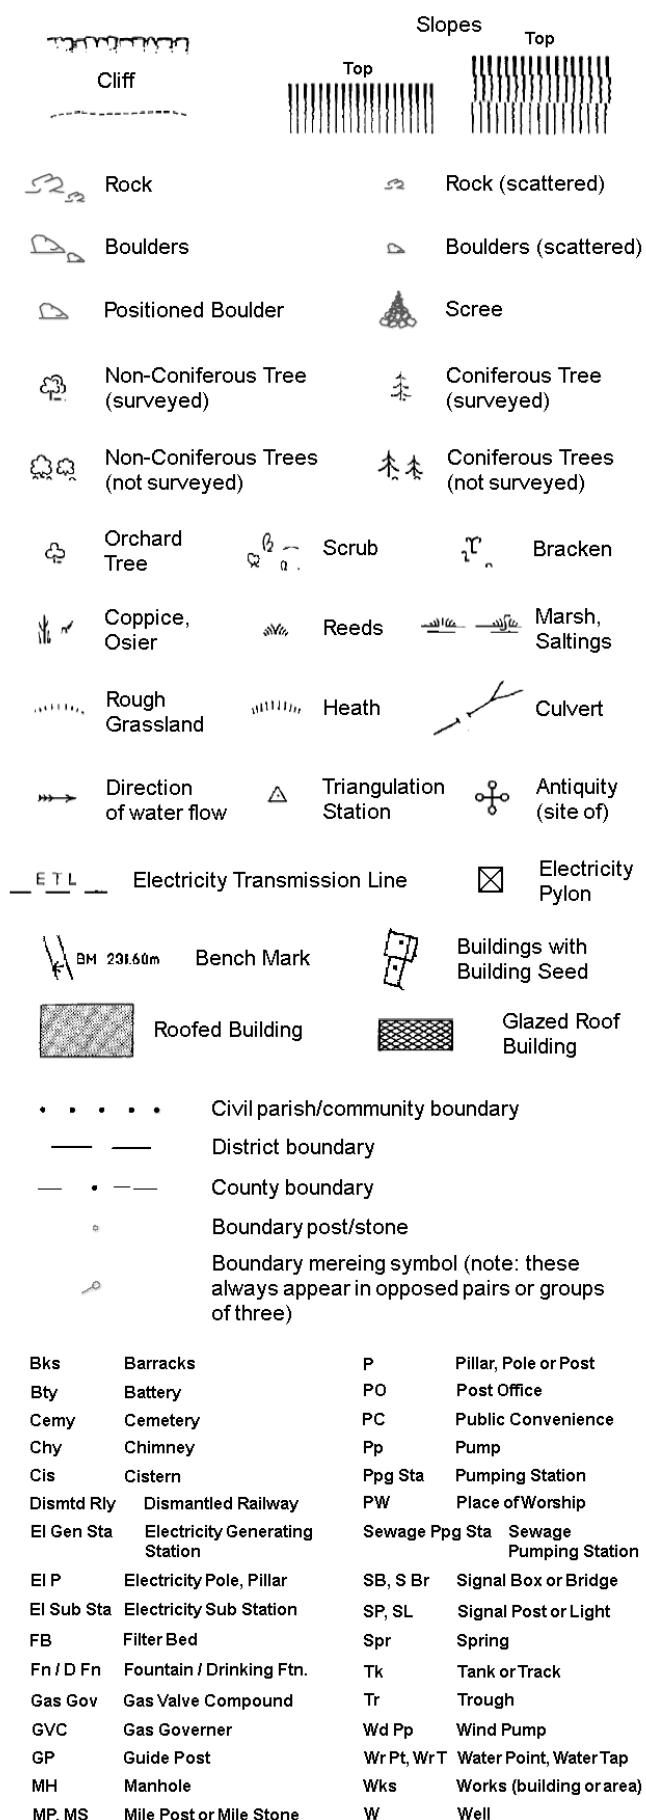 Slopes
Top
Top
Cliff
Rock
Rock (scattered)
Boulders
Boulders (scattered)
Positioned Boulder
Scree
Non-Coniferous Tree
(surveyed)
Coniferous Tree
(surveyed)
Non-Coniferous Trees
(not surveyed)
Coniferous Trees
(not surveyed)
Orchard
Tree
Scrub
Bracken
Coppice,
Osier
Reeds
Marsh,
Saltings
Rough
Grassland
Heath
Culvert
Direction
of water flow
Triangulation
Station
Antiquity
(site of)
E T L
Electricity Transmission Line
Electricity
Pylon
BM 231.60m
Bench Mark
Buildings with
Building Seed
Roofed Building
Glazed Roof
Building
Civil parish/community boundary
District boundary
County boundary
Boundary post/stone
Boundary mereing symbol (note: these
always appear in opposed pairs or groups
of three)
Bks Barracks P Pillar, Pole or Post
Bty Battery PO Post Office
Cemy Cemetery PC Public Convenience
Chy Chimney Pp Pump
Cis Cistern Ppg Sta Pumping Station
Dismtd Rly Dismantled Railway PW Place of Worship
El Gen Sta Electricity Generating Sewage Ppg Sta Sewage
Station Pumping Station
El P Electricity Pole, Pillar SB, S Br Signal Box or Bridge
El Sub Sta Electricity Sub Station SP, SL Signal Post or Light
FB Filter Bed Spr Spring
Fn / D Fn Fountain / Drinking Ftn. Tk Tank or Track
Gas Gov Gas Valve Compound Tr Trough
GVC Gas Governer Wd Pp Wind Pump
GP Guide Post Wr Pt, Wr T Water Point, Water Tap
MH Manhole Wks Works (building or area)
MP, MS Mile Post or Mile Stone W Well